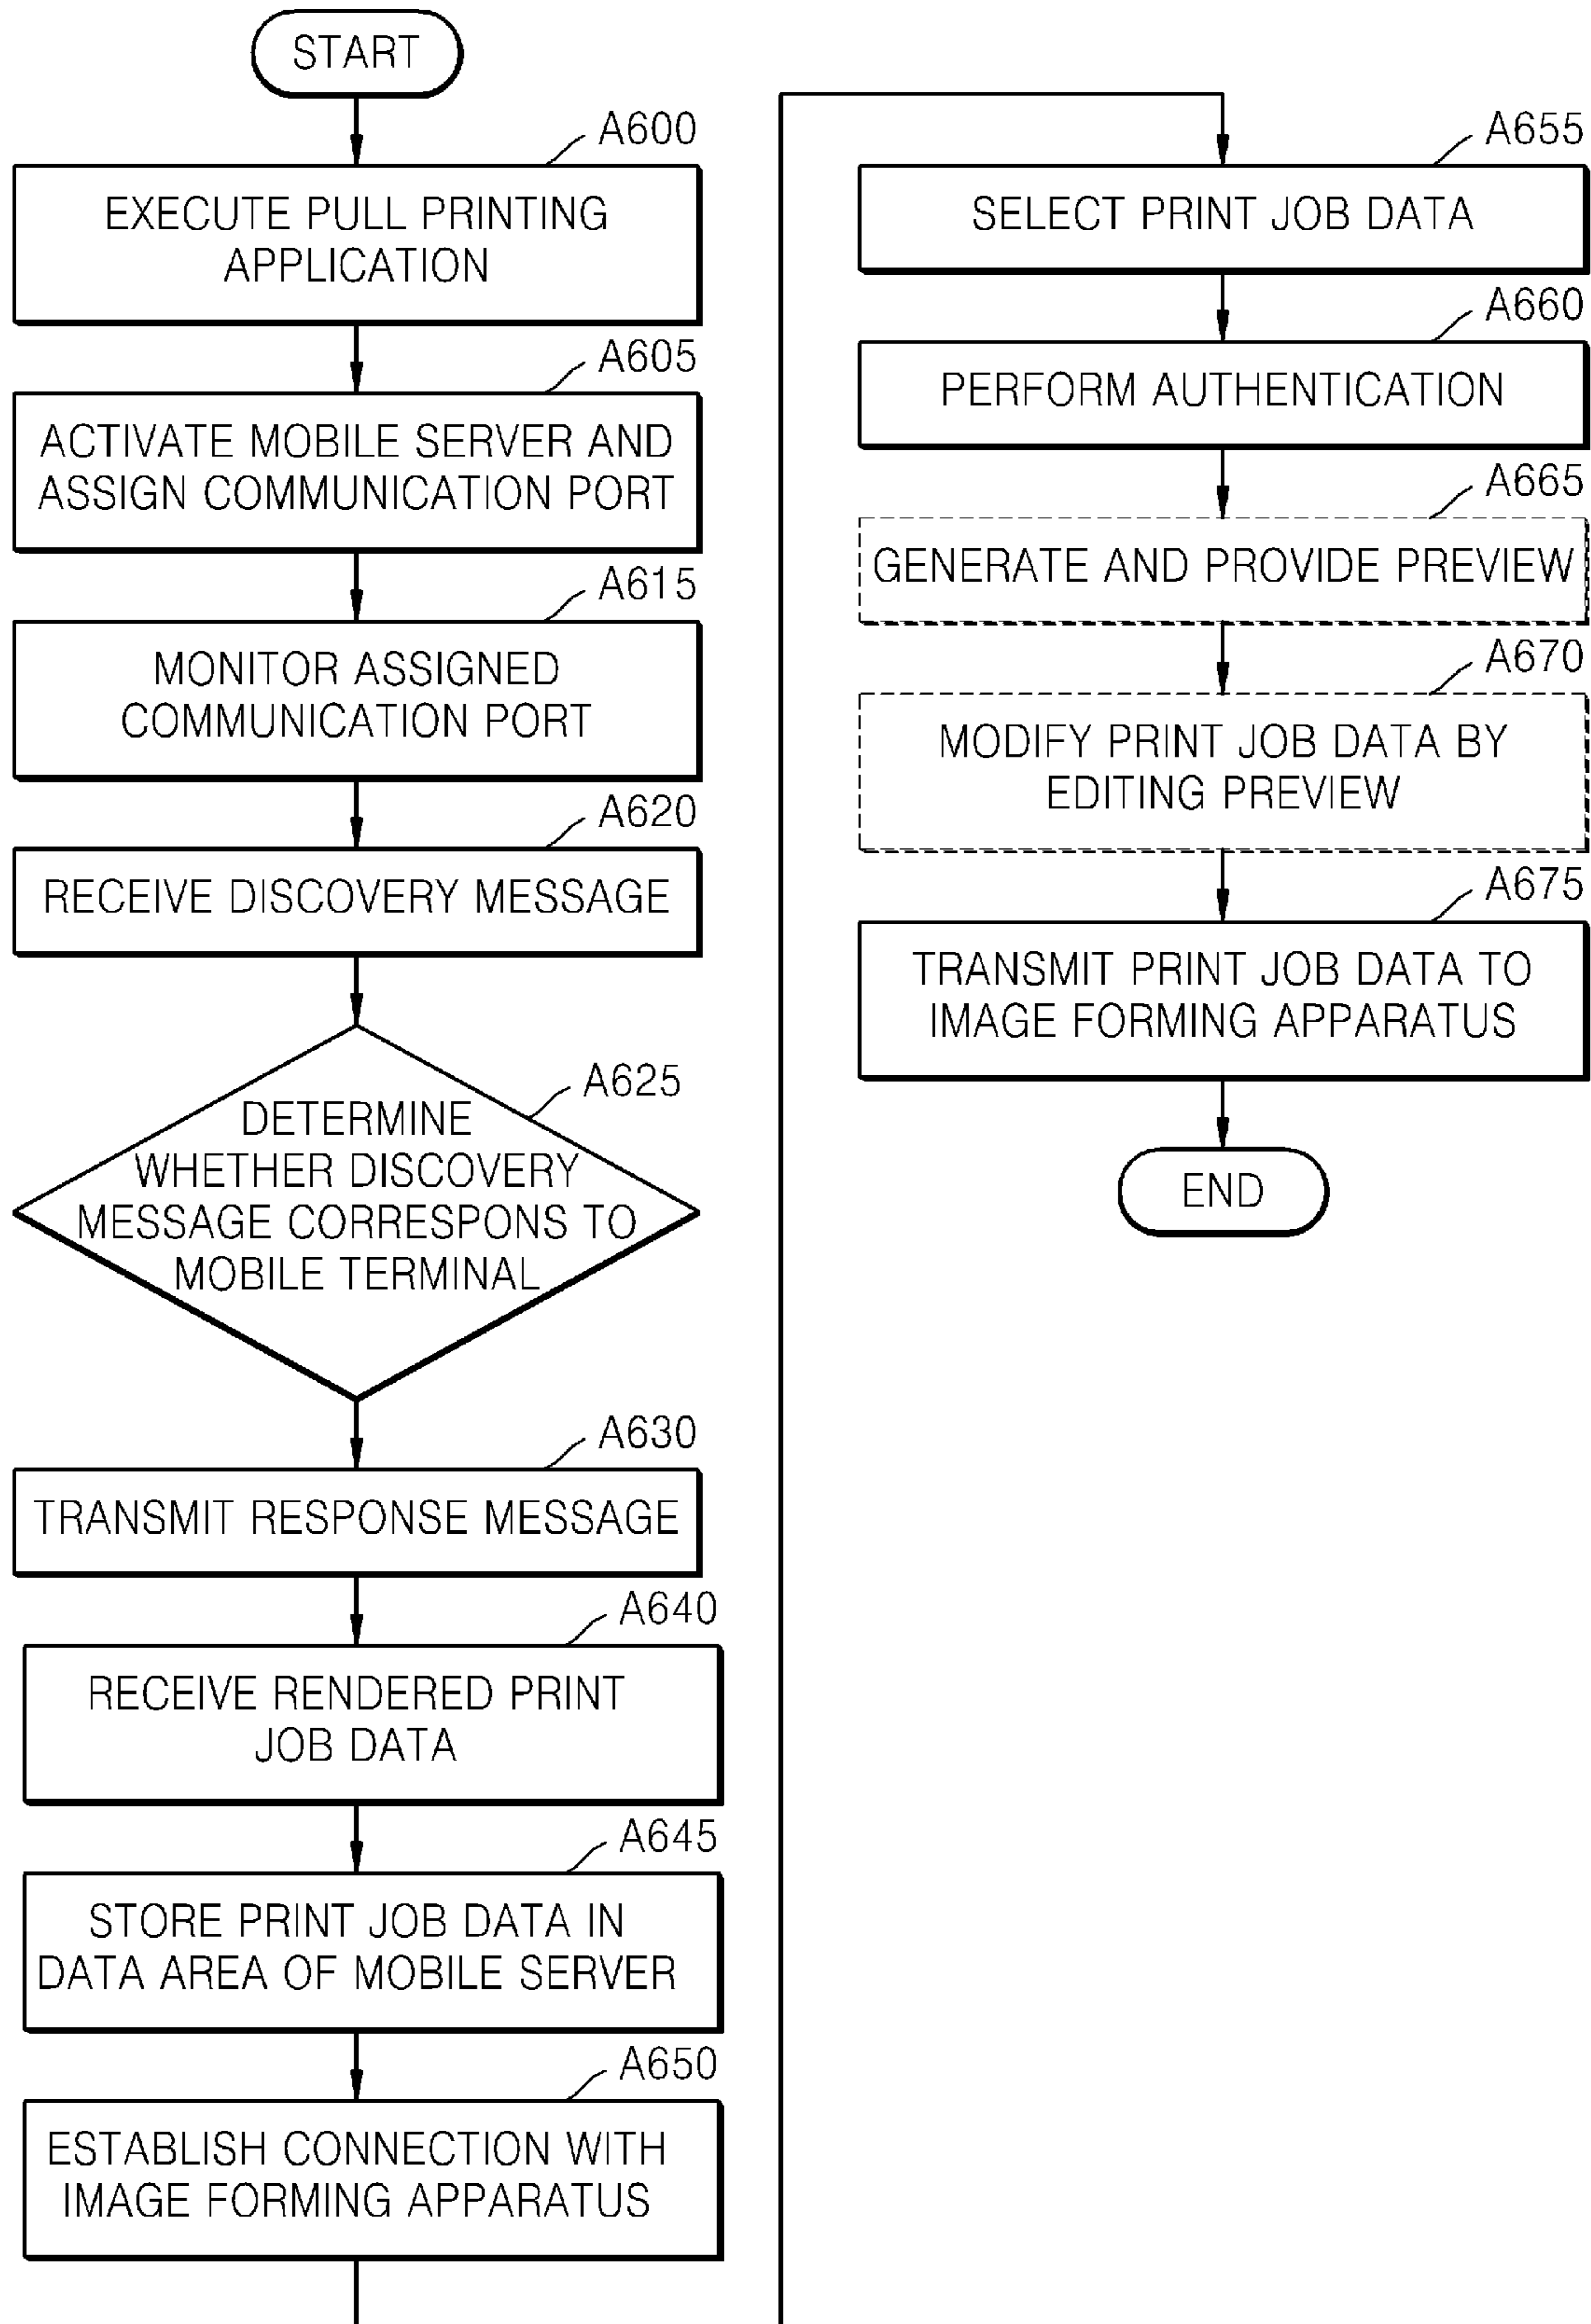 START
A600
EXECUTE PULL PRINTING
APPLICATION
A605
ACTIVATE MOBILE SERVER AND
ASSIGN COMMUNICATION PORT
A615
MONITOR ASSIGNED
COMMUNICATION PORT
A620
RECEIVE DISCOVERY MESSAGE
A625
DETERMINE
WHETHER DISCOVERY
MESSAGE CORRESPONS TO
MOBILE TERMINAL
A630
TRANSMIT RESPONSE MESSAGE
A640
RECEIVE RENDERED PRINT
JOB DATA
A645
STORE PRINT JOB DATA IN
DATA AREA OF MOBILE SERVER
A650
ESTABLISH CONNECTION WITH
IMAGE FORMING APPARATUS
A655
SELECT PRINT JOB DATA
A660
PERFORM AUTHENTICATION
A665
GENERATE AND PROVIDE PREVIEW
A670
MODIFY PRINT JOB DATA BY
EDITING PREVIEW
A675
TRANSMIT PRINT JOB DATA TO
IMAGE FORMING APPARATUS
END